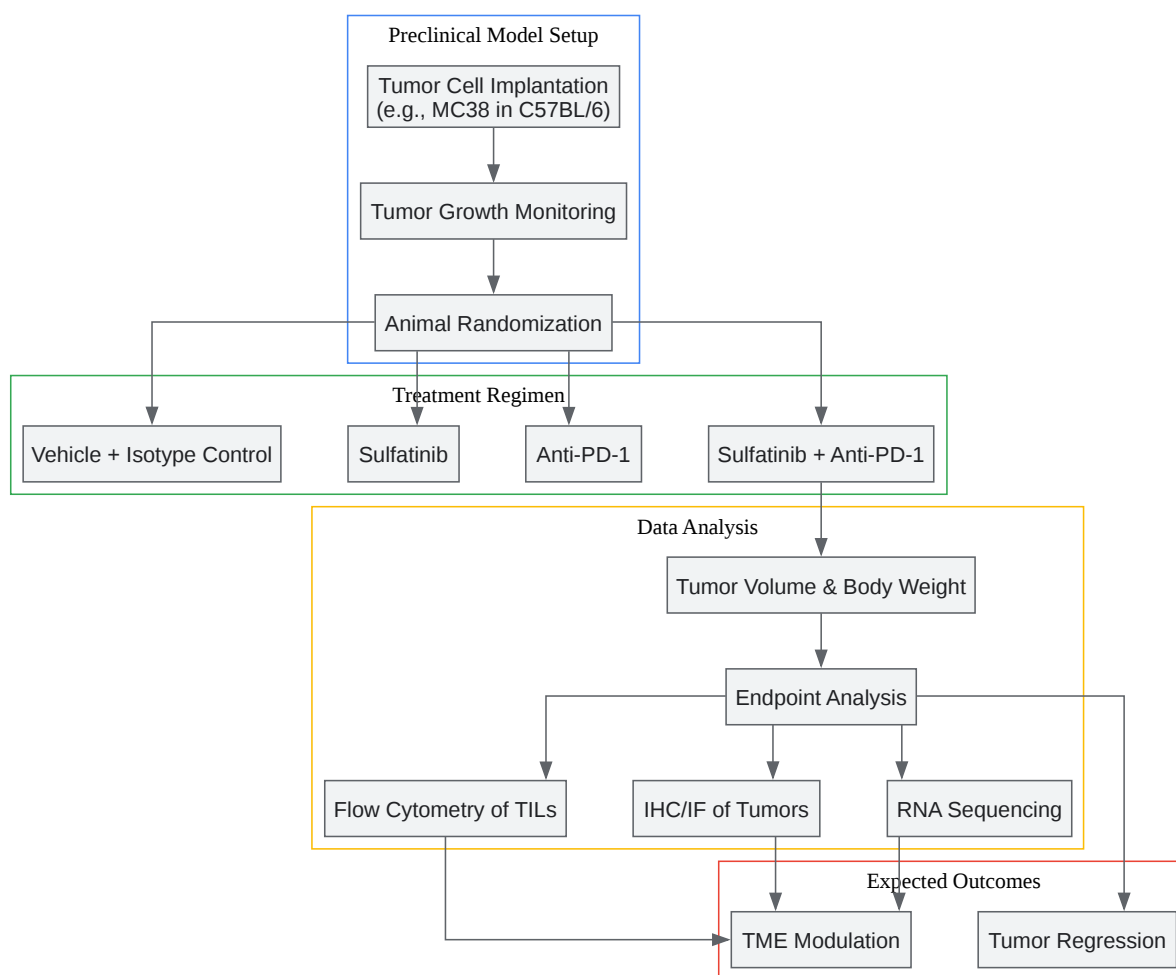 Preclinical Model Setup
Tumor Cell Implantation
(e.g., MC38 in C57BL/6)
Tumor Growth Monitoring
Animal Randomization
Treatment Regimen
Vehicle + Isotype Control
Sulfatinib
Anti-PD-1
Sulfatinib + Anti-PD-1
Data Analysis
Tumor Volume & Body Weight
Endpoint Analysis
Flow Cytometry of TILs
IHC/IF of Tumors
RNA Sequencing
Expected Outcomes
TME Modulation
Tumor Regression